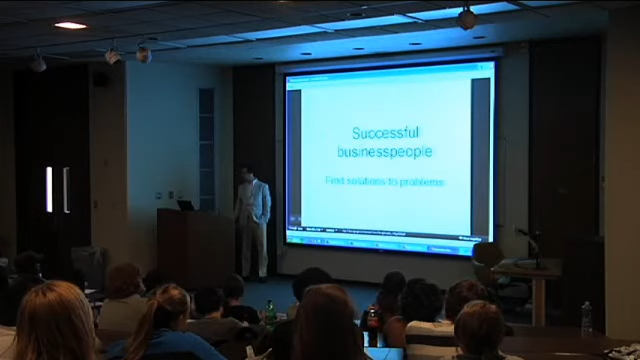 Successful
businesspeople
Find solutions to problems